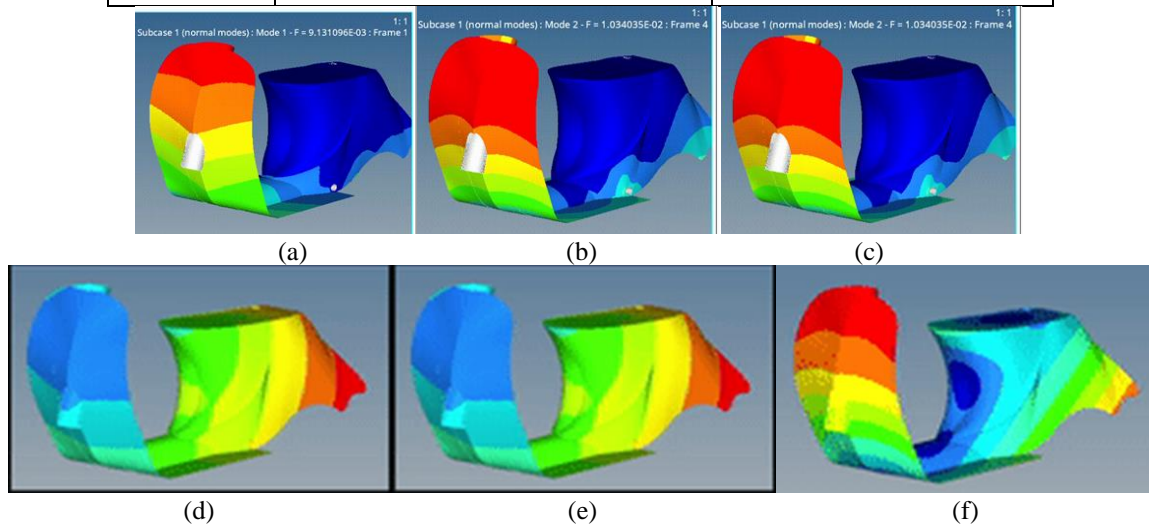 1: 1
Subcase 1 (normal modes) : Mode 1 - F = 9.131096E-03 : Frame 1
1: 1
Subcase 1 (normal modes) : Mode 2 - F = 1.034035E-02 : Frame 4
1: 1
Subcase 1 (normal modes) : Mode 2 - F = 1.034035E-02 : Frame 4
(a)
(b)
(c)
(d)
(e)
(f)